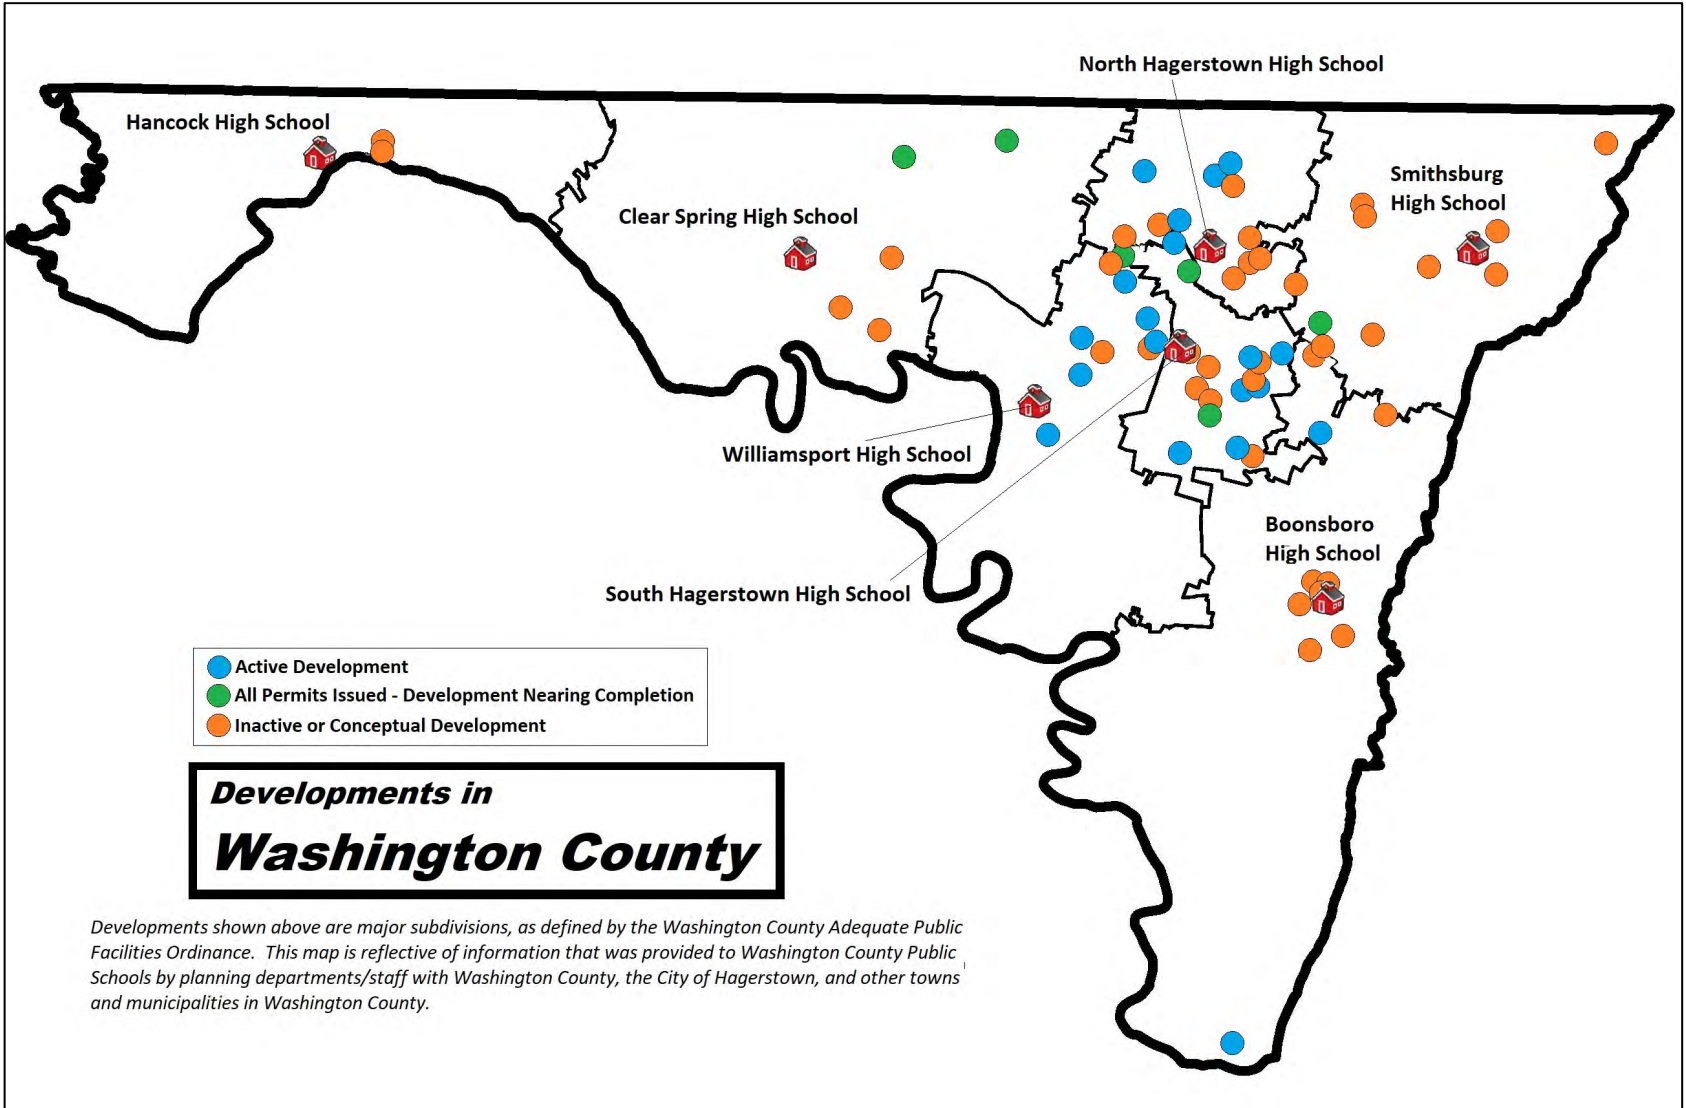 North Hagerstown High School
Hancock High School
Smithsburg
High School
Clear Spring High School
Williamsport High School
Boonsboro
High School
South Hagerstown High School
Active Development
All Permits Issued - Development Nearing Completion
Inactive or Conceptual Development
Developments in
Washington County
Developments shown above are major subdivisions, as defined by the Washington County Adequate Public
Facilities Ordinance. This map is reflective of information that was provided to Washington County Public
Schools by planning departments/staff with Washington County, the City of Hagerstown, and other towns
and municipalities in Washington County.